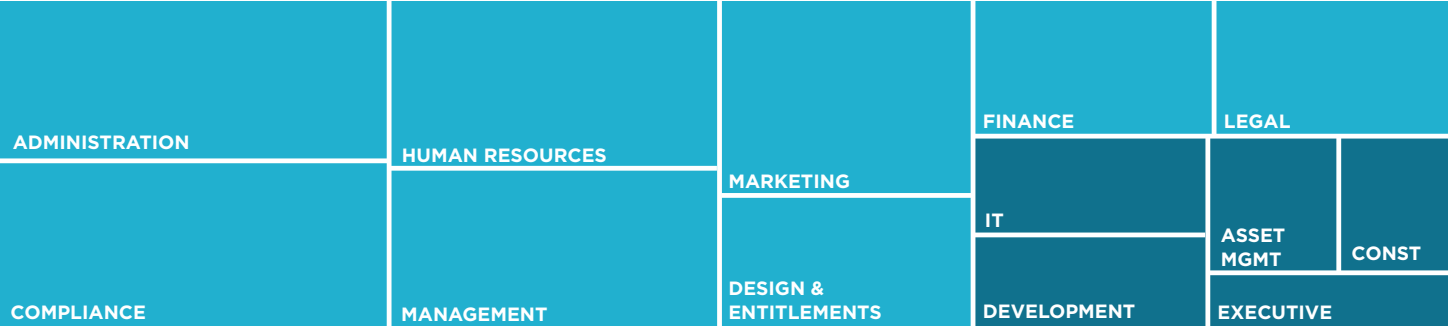 ADMINISTRATION
COMPLIANCE
HUMAN RESOURCES
MANAGEMENT
MARKETING
DESIGN &
ENTITLEMENTS
FINANCE
LEGAL
IT
DEVELOPMENT
ASSET
MGMT
CONST
EXECUTIVE